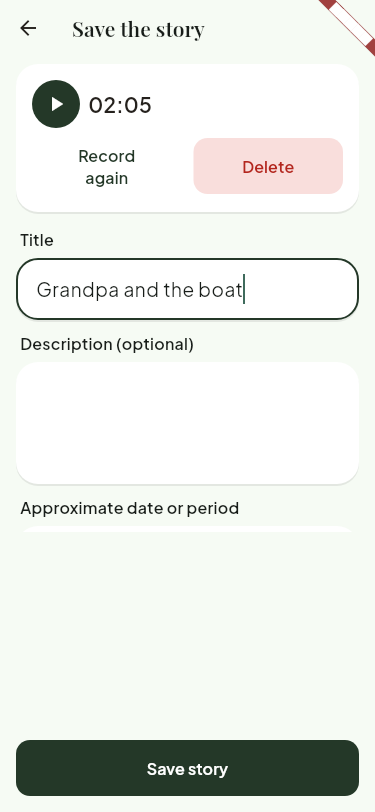 Save the story
02:05
Record
again
Delete
Title
Grandpa and the boat
Description (optional)
Approximate date or period
Save story